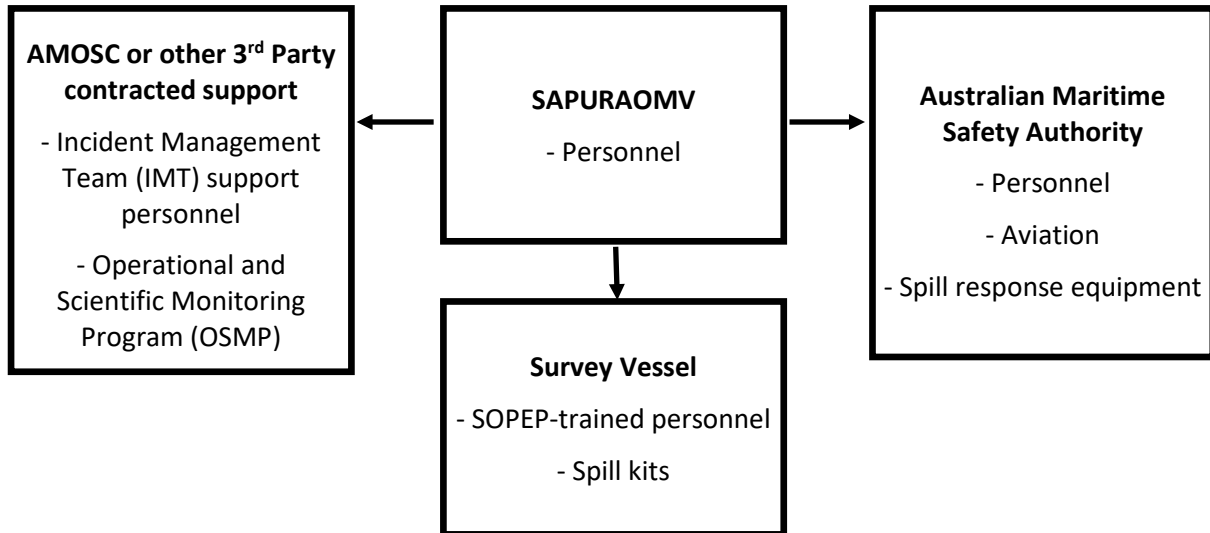 AMOSC or other 3rd Party
contracted support
- Incident Management
Team (IMT) support
personnel
- Operational and
Scientific Monitoring
Program (OSMP)
SAPURAOMV
- Personnel
Australian Maritime
Safety Authority
- Personnel
- Aviation
- Spill response equipment
Survey Vessel
- SOPEP-trained personnel
- Spill kits